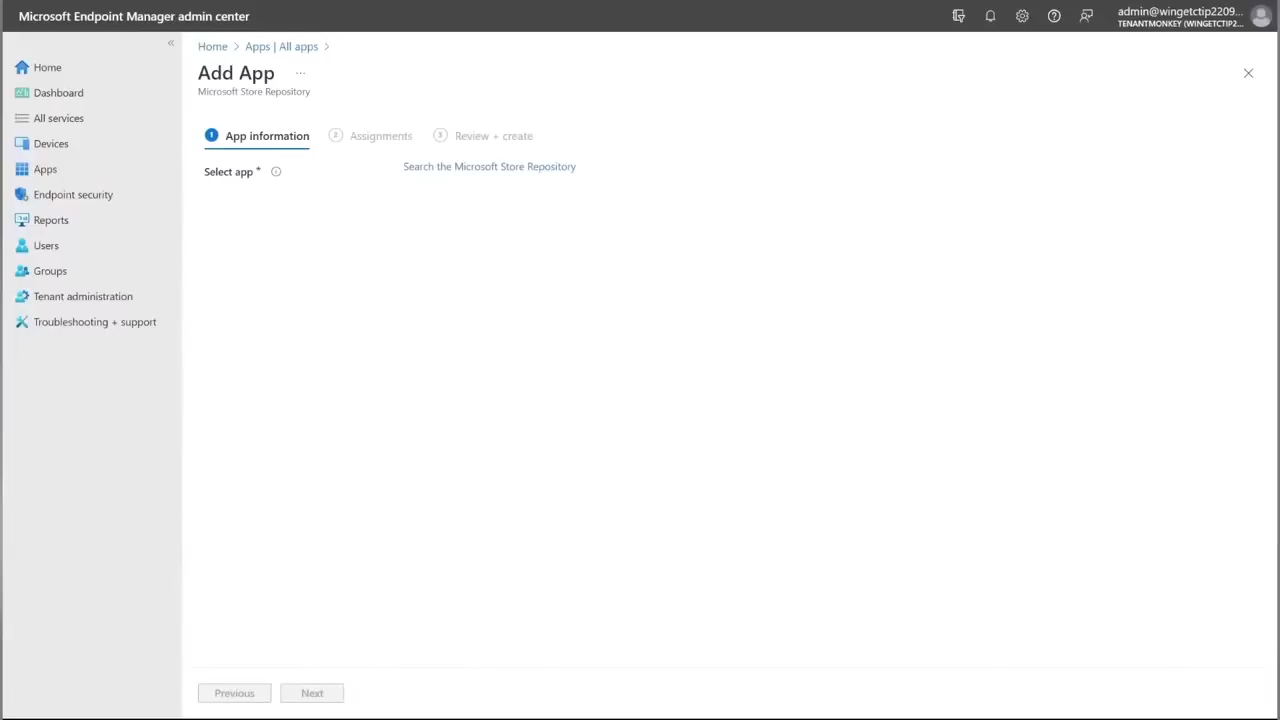 Microsoft Endpoint Manager admin center
admin@wingetctip2209...
TENANTMONKEY (WINGETCTIP2...
«
Home
Dashboard
All services
Devices
Apps
Endpoint security
Reports
Users
Groups
Tenant administration
Troubleshooting + support
Home > Apps | All apps >
Add App ...
Microsoft Store Repository
1 App information 2 Assignments 3 Review + create
Select app * Search the Microsoft Store Repository
Previous Next